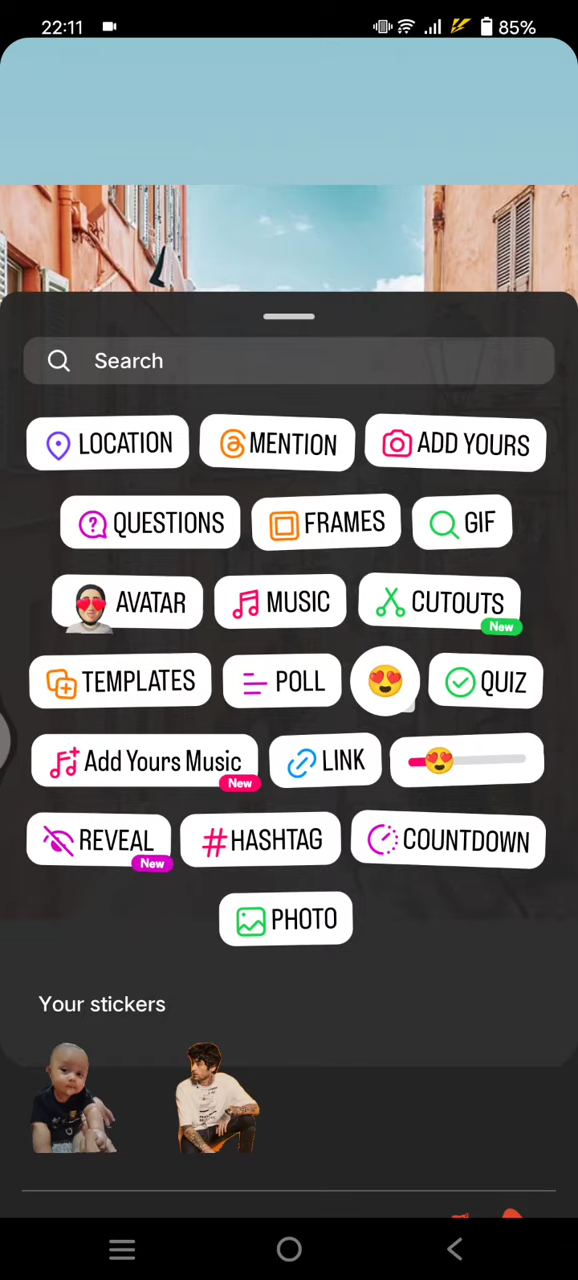 22:11 85%
Search
LOCATION MENTION ADD YOURS
QUESTIONS FRAMES GIF
AVATAR MUSIC CUTOUTS
New
TEMPLATES POLL QUIZ
Add Yours Music LINK
New
REVEAL #HASHTAG COUNTDOWN
New
PHOTO
Your stickers